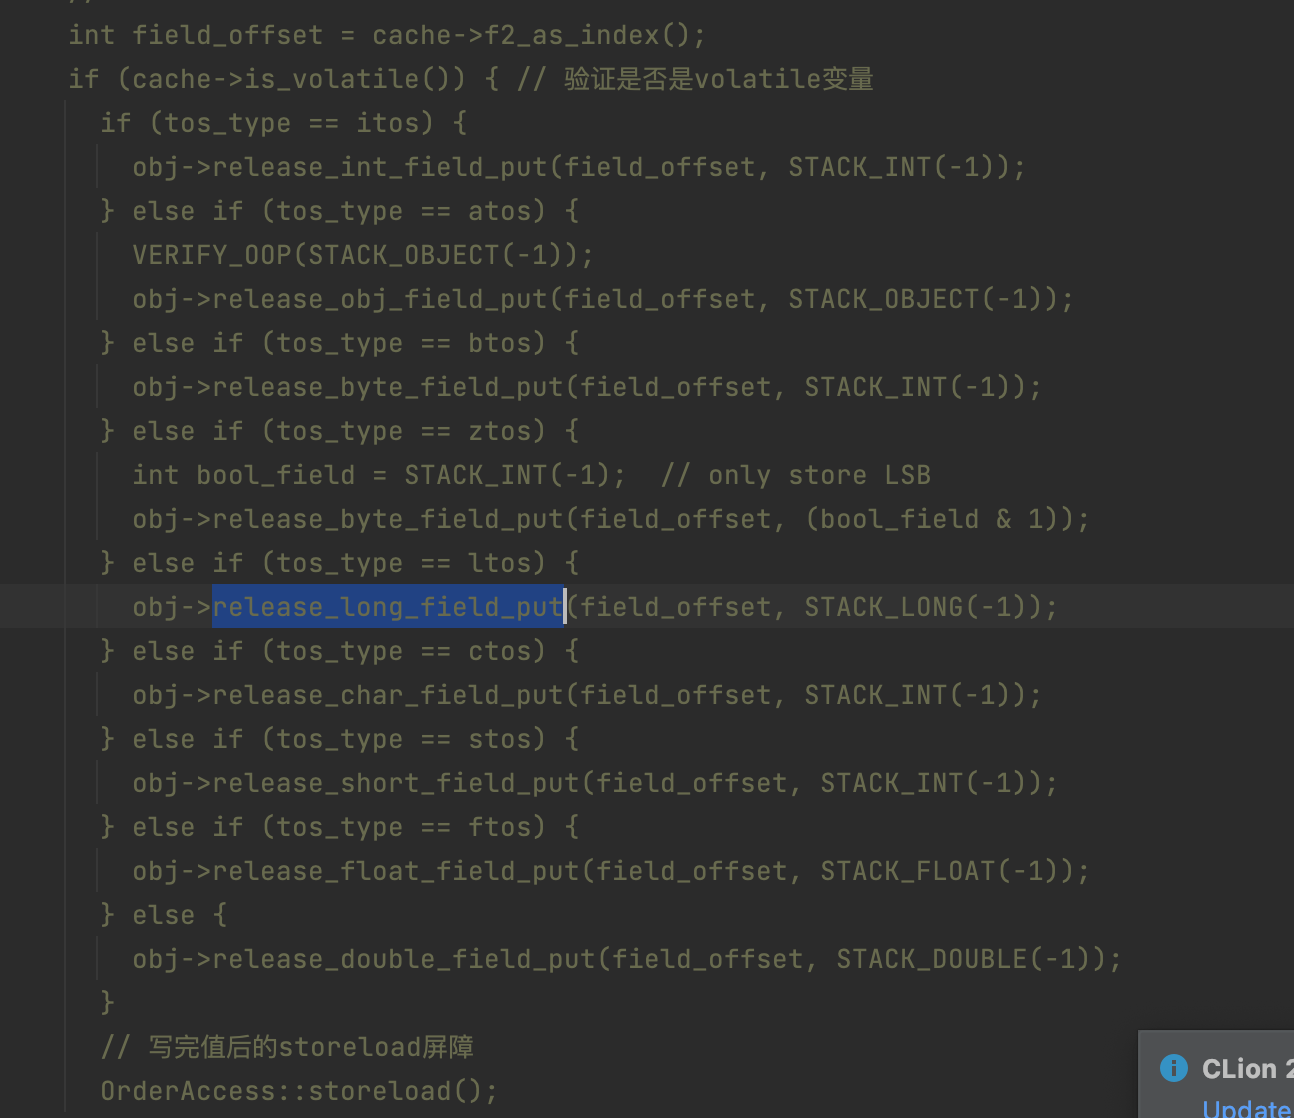 //
int field_offset = cache->f2_as_index();
if (cache->is_volatile()) { // 验证是否是volatile变量
if (tos_type == itos) {
obj->release_int_field_put(field_offset, STACK_INT(-1));
} else if (tos_type == atos) {
VERIFY_OOP(STACK_OBJECT(-1));
obj->release_obj_field_put(field_offset, STACK_OBJECT(-1));
} else if (tos_type == btos) {
obj->release_byte_field_put(field_offset, STACK_INT(-1));
} else if (tos_type == ztos) {
int bool_field = STACK_INT(-1);  // only store LSB
obj->release_byte_field_put(field_offset, (bool_field & 1));
} else if (tos_type == ltos) {
obj->release_long_field_put(field_offset, STACK_LONG(-1));
} else if (tos_type == ctos) {
obj->release_char_field_put(field_offset, STACK_INT(-1));
} else if (tos_type == stos) {
obj->release_short_field_put(field_offset, STACK_INT(-1));
} else if (tos_type == ftos) {
obj->release_float_field_put(field_offset, STACK_FLOAT(-1));
} else {
obj->release_double_field_put(field_offset, STACK_DOUBLE(-1));
}
// 写完值后的storeload屏障
OrderAccess::storeload();
CLion 2
Update